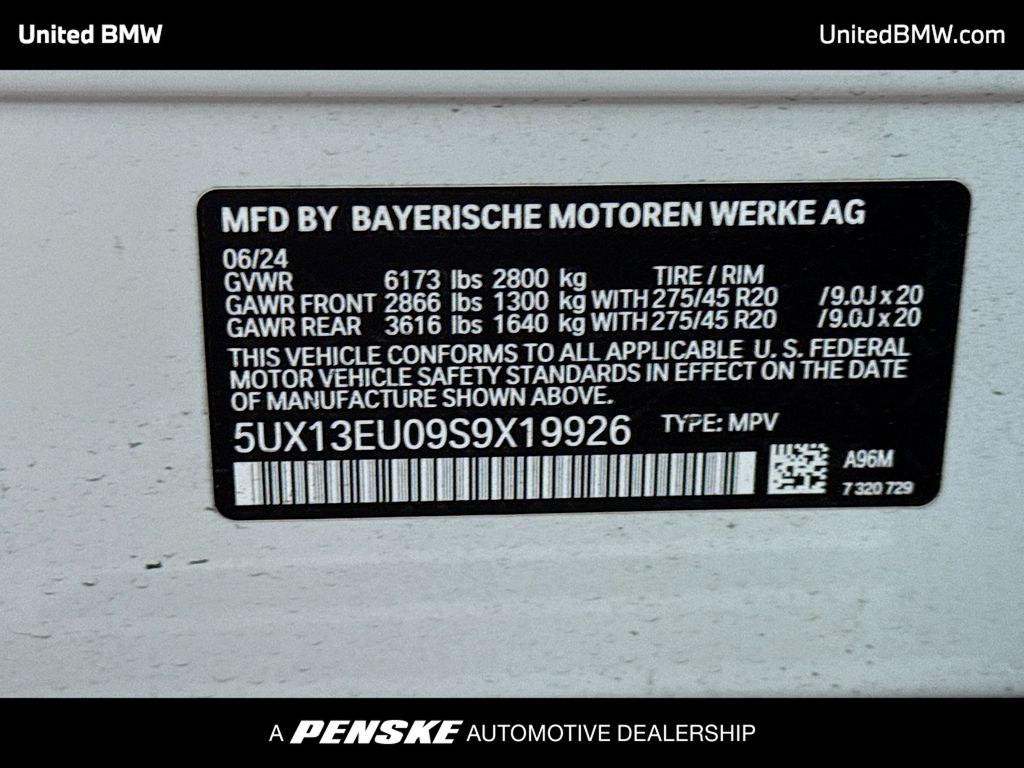 United BMW
UnitedBMW.com
MFD BY BAYERISCHE MOTOREN WERKE AG
06/24
GVWR 6173 lbs 2800 kg TIRE / RIM
GAWR FRONT 2866 lbs 1300 kg WITH 275/45 R20 /9.0J x 20
GAWR REAR 3616 lbs 1640 kg WITH 275/45 R20 /9.0J x 20
THIS VEHICLE CONFORMS TO ALL APPLICABLE U. S. FEDERAL
MOTOR VEHICLE SAFETY STANDARDS IN EFFECT ON THE DATE
OF MANUFACTURE SHOWN ABOVE.
5UX13EU09S9X19926 TYPE: MPV
A96M
7 320 729
A PENSKE AUTOMOTIVE DEALERSHIP